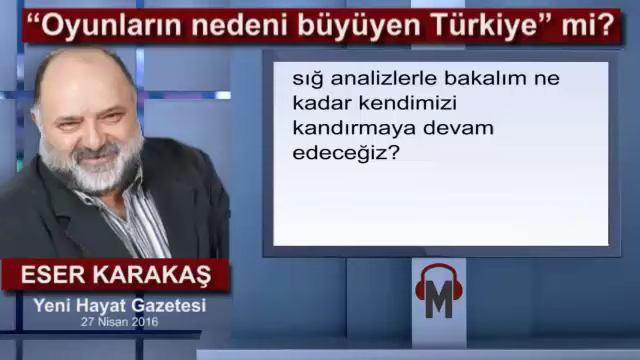 “Oyunların nedeni büyüyen Türkiye” mi?
sığ analizlerle bakalım ne
kadar kendimizi
kandırmaya devam
edeceğiz?
ESER KARAKAŞ
Yeni Hayat Gazetesi
27 Nisan 2016
M